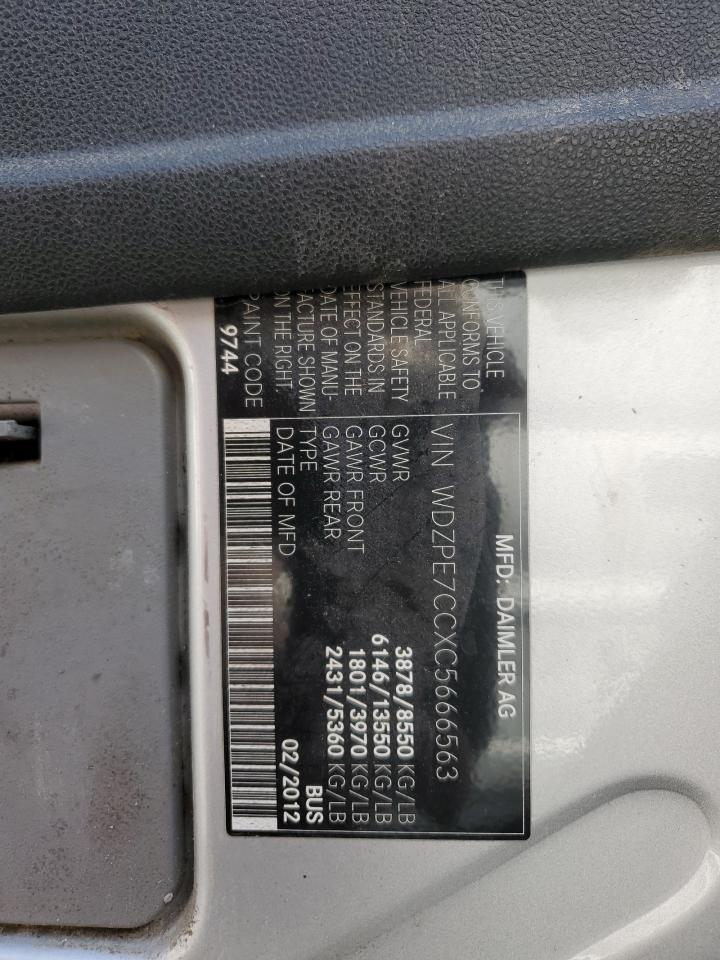 MFD: DAIMLER AG
THIS VEHICLE
CONFORMS TO
ALL APPLICABLE
FEDERAL
VEHICLE SAFETY
STANDARDS IN
EFFECT ON THE
DATE OF MANU-
FACTURE SHOWN
ON THE RIGHT.
PAINT CODE
9744
VIN WDZPE7CCXC5666563
GVWR 3878/8550 KG/LB
GCWR 6146/13550 KG/LB
GAWR FRONT 1801/3970 KG/LB
GAWR REAR 2431/5360 KG/LB
TYPE BUS
DATE OF MFD 02/2012